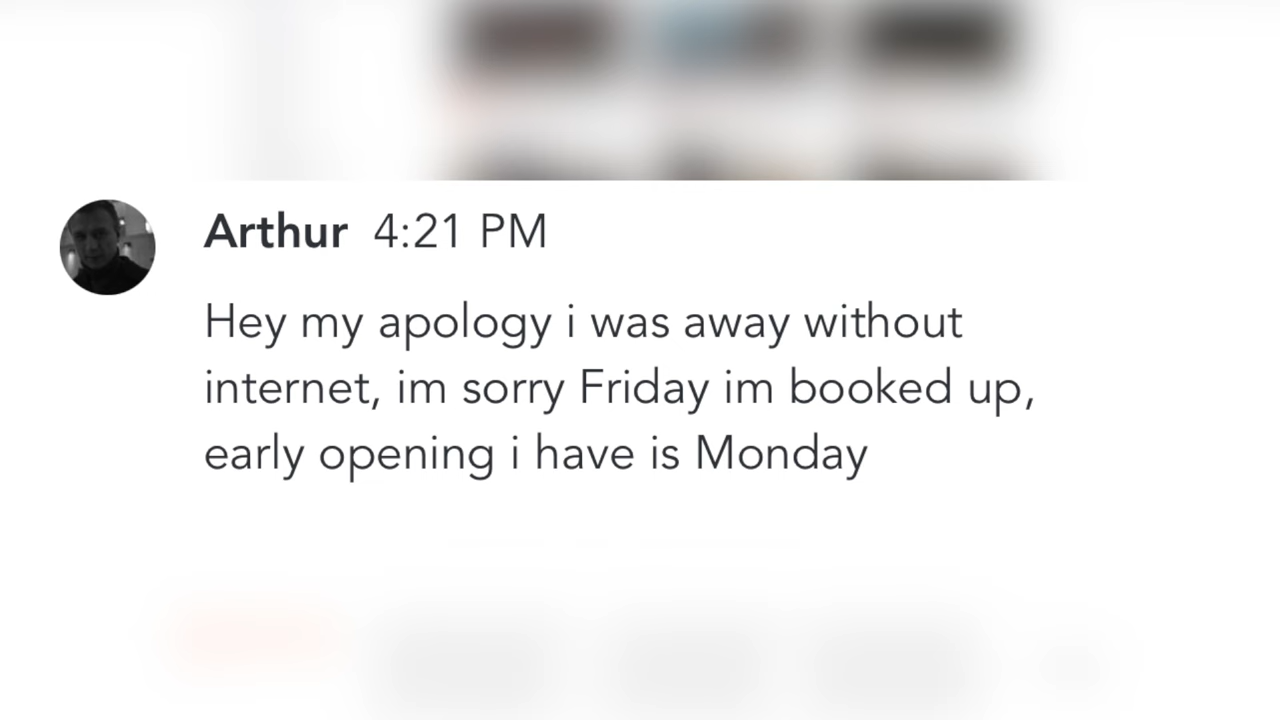 Arthur 4:21 PM
Hey my apology i was away without
internet, im sorry Friday im booked up,
early opening i have is Monday